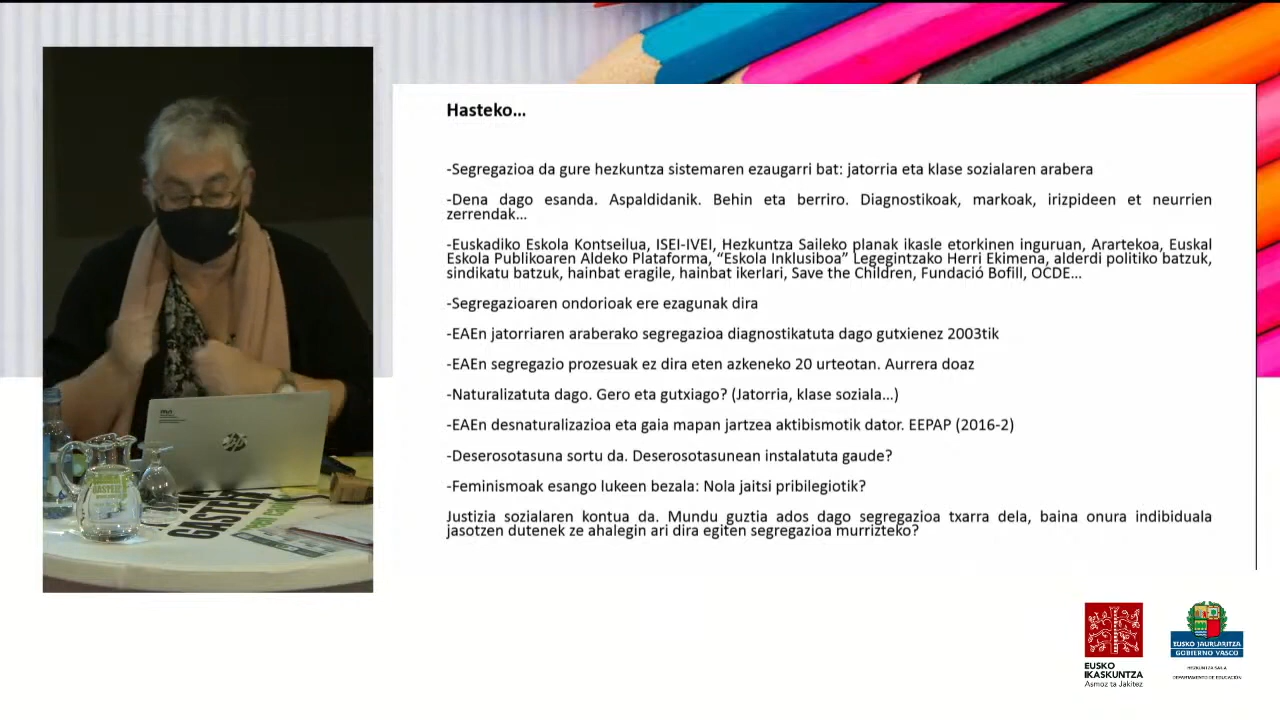 Hasteko...
-Segregazioa da gure hezkuntza sistemaren ezaugarri bat: jatorria eta klase sozialaren arabera
-Dena dago esanda. Aspaldidanik. Behin eta berriro. Diagnostikoak, markoak, irizpideen et neurrien
zerrendak...
-Euskadiko Eskola Kontseilua, ISEI-IVEI, Hezkuntza Saileko planak ikasle etorkinen inguruan, Arartekoa, Euskal
Eskola Publikoaren Aldeko Plataforma, “Eskola Inklusiboa” Legegintzako Herri Ekimena, alderdi politiko batzuk,
sindikatu batzuk, hainbat eragile, hainbat ikerlari, Save the Children, Fundació Bofill, OCDE...
-Segregazioaren ondorioak ere ezagunak dira
-EAEn jatorriaren araberako segregazioa diagnostikatuta dago gutxienez 2003tik
-EAEn segregazio prozesuak ez dira eten azkeneko 20 urteotan. Aurrera doaz
-Naturalizatuta dago. Gero eta gutxiago? (Jatorria, klase soziala...)
-EAEn desnaturalizazioa eta gaia mapan jartzea aktibismotik dator. EEPAP (2016-2)
-Deserosotasuna sortu da. Deserosotasunean instalatuta gaude?
-Feminismoak esango lukeen bezala: Nola jaitsi pribilegiotik?
Justizia sozialaren kontua da. Mundu guztia ados dago segregazioa txarra dela, baina onura indibiduala
jasotzen dutenek ze ahalegin ari dira egiten segregazioa murrizteko?
hp
GASTEIZ
EUSKO
IKASKUNTZA
Asmoz ta Jakitez
EUSKO JAURLARITZA
GOBIERNO VASCO
HEZKUNTZA SAILA
DEPARTAMENTO DE EDUCACIÓN